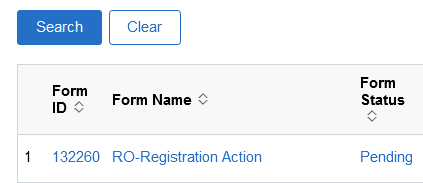 Search Clear
Form ID Form Name Form Status
1 132260 RO-Registration Action Pending